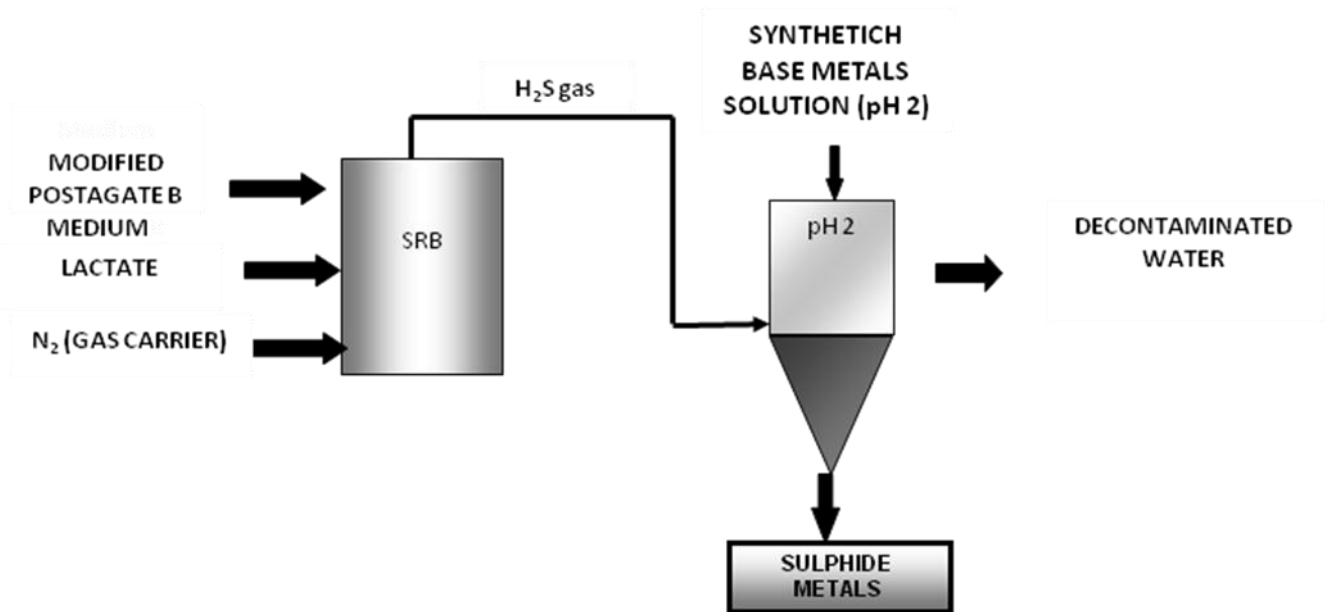 MODIFIED
POSTAGATE B
MEDIUM
LACTATE
N₂ (GAS CARRIER)
SRB
H₂S gas
SYNTHETICH
BASE METALS
SOLUTION (pH 2)
pH 2
DECONTAMINATED
WATER
SULPHIDE
METALS